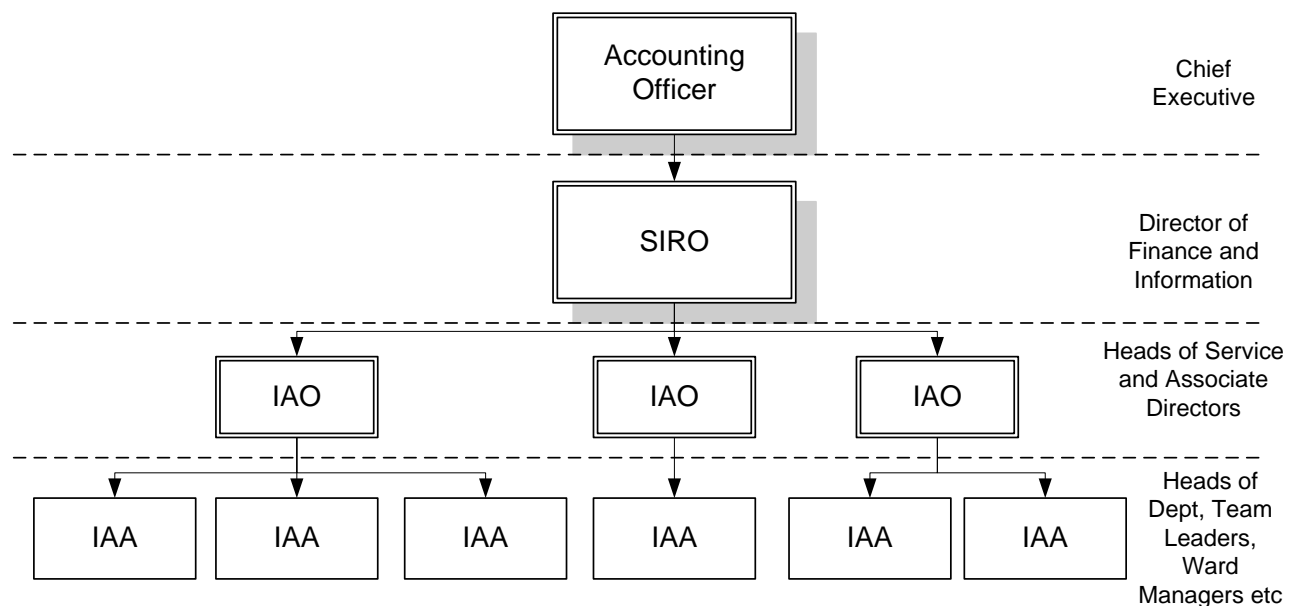 Accounting
Officer
Chief
Executive
SIRO
Director of
Finance and
Information
IAO
IAO
IAO
Heads of Service
and Associate
Directors
IAA
IAA
IAA
IAA
IAA
IAA
Heads of
Dept, Team
Leaders,
Ward
Managers etc